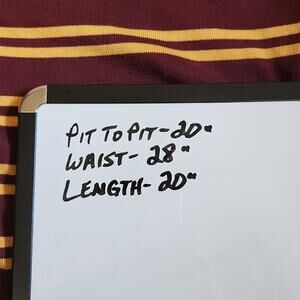 PIT TO PIT- 20"
WAIST- 28"
LENGTH- 20"